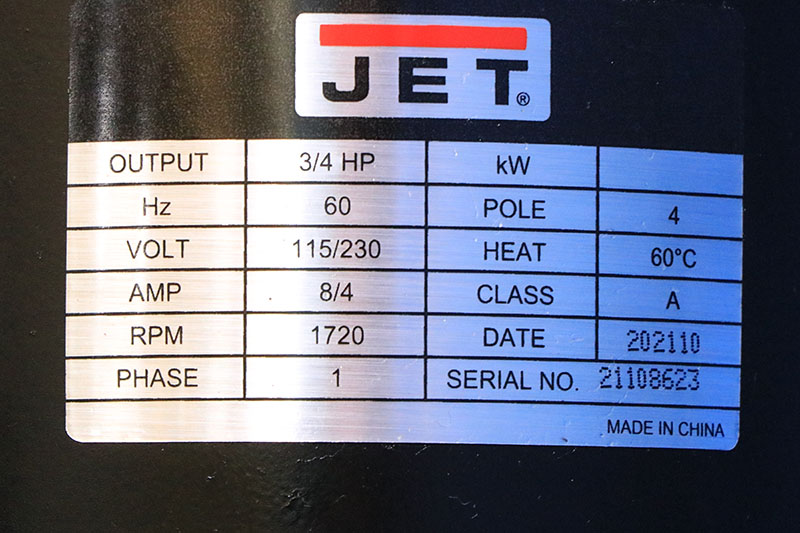 JET®
OUTPUT 3/4 HP kW
Hz 60 POLE 4
VOLT 115/230 HEAT 60°C
AMP 8/4 CLASS A
RPM 1720 DATE 202110
PHASE 1 SERIAL NO. 21108623
MADE IN CHINA